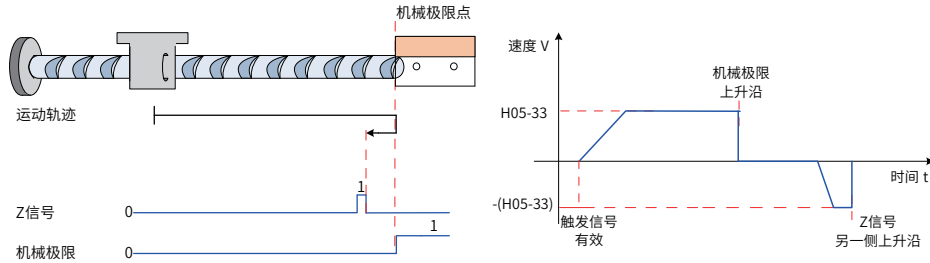 机械极限点
运动轨迹
1
Z信号
0
1
机械极限
0
速度 V
机械极限
上升沿
H05-33
时间 t
-(H05-33)
触发信号
有效
Z信号
另一侧上升沿